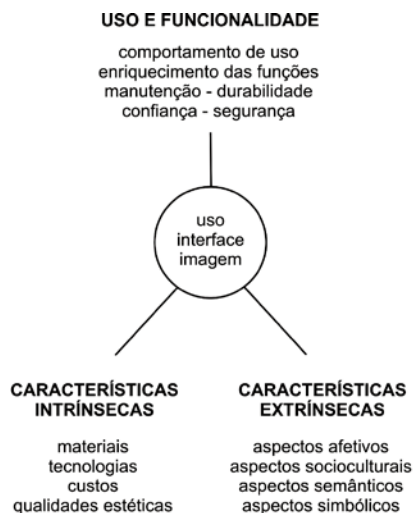 USO E FUNCIONALIDADE
comportamento de uso
enriquecimento das funções
manutenção - durabilidade
confiança - segurança
uso
interface
imagem
CARACTERÍSTICAS
INTRÍNSECAS
materiais
tecnologias
custos
qualidades estéticas
CARACTERÍSTICAS
EXTRÍNSECAS
aspectos afetivos
aspectos socioculturais
aspectos semânticos
aspectos simbólicos